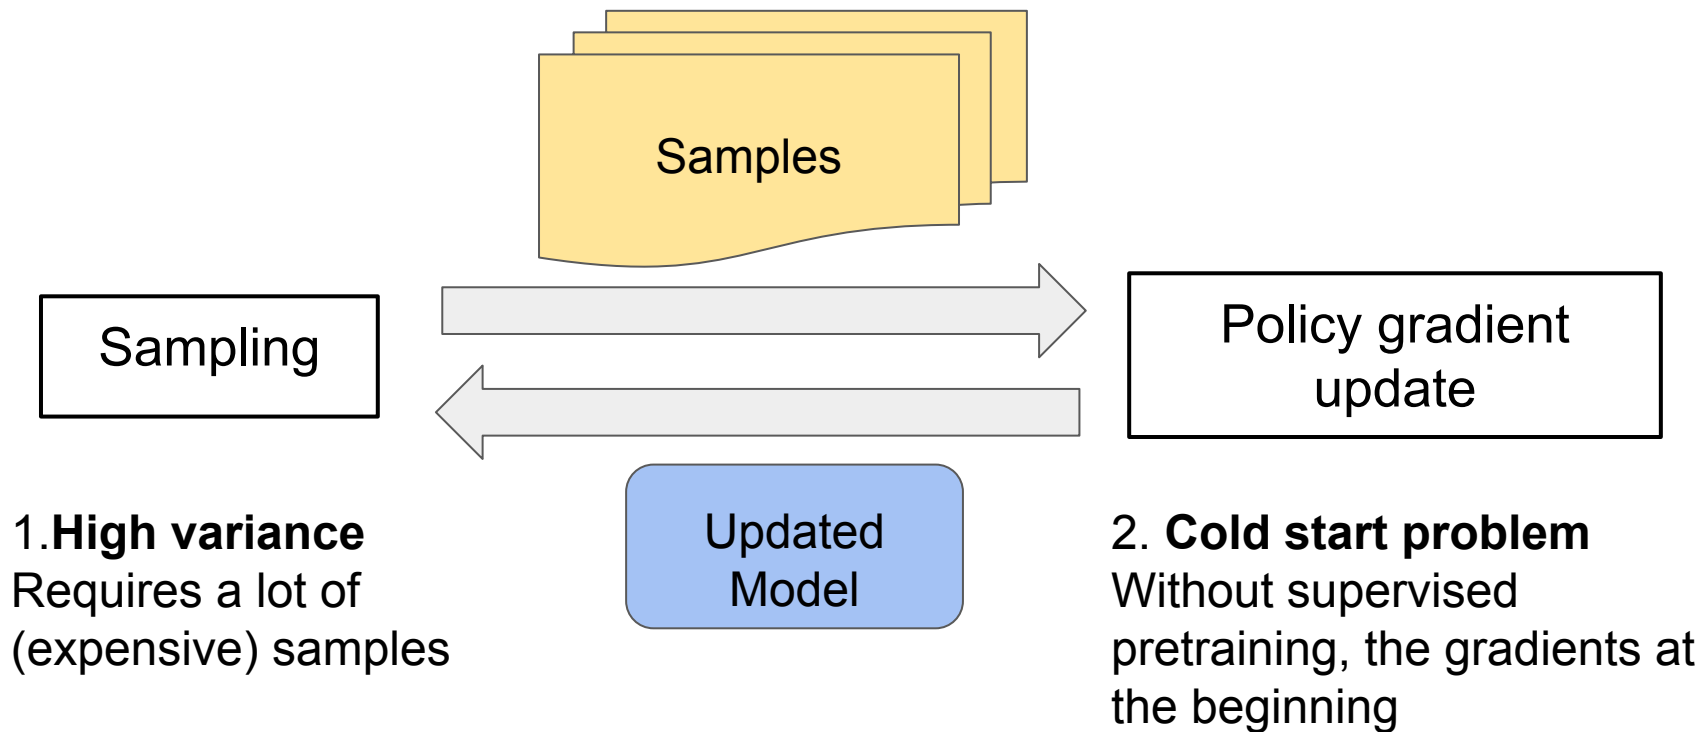 Samples
Sampling
Policy gradient
update
Updated
Model
1.High variance
Requires a lot of
(expensive) samples
2. Cold start problem
Without supervised
pretraining, the gradients at
the beginning